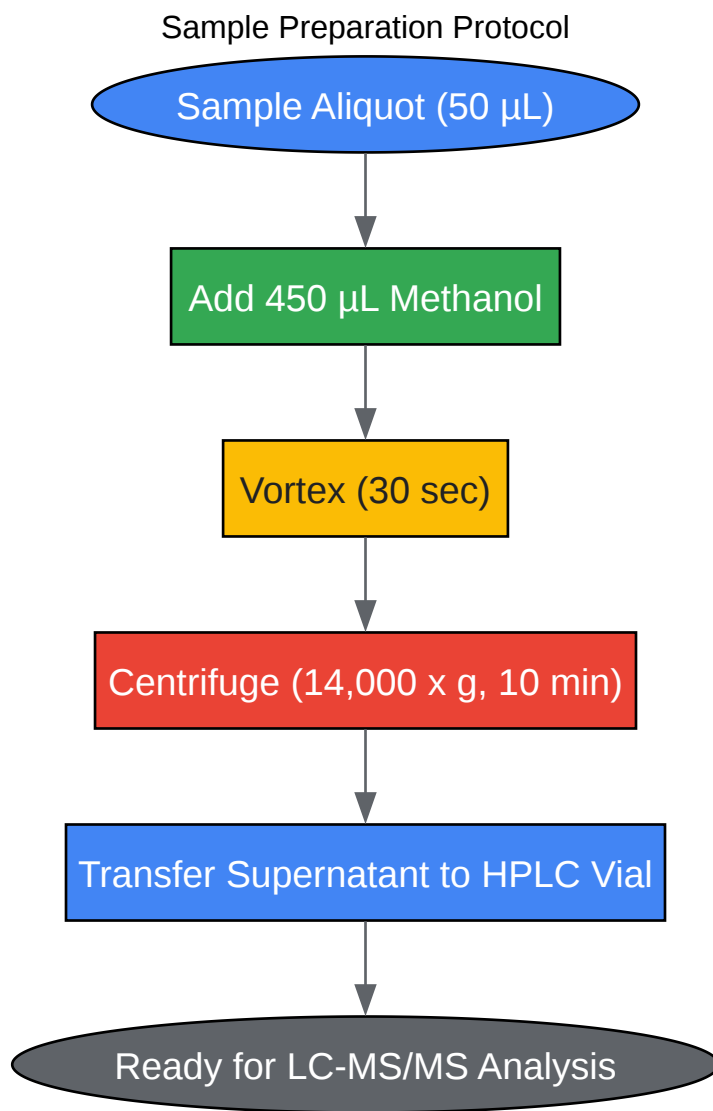 Sample Preparation Protocol
Sample Aliquot (50 µL)
Add 450 µL Methanol
Vortex (30 sec)
Centrifuge (14,000 x g, 10 min)
Transfer Supernatant to HPLC Vial
Ready for LC-MS/MS Analysis